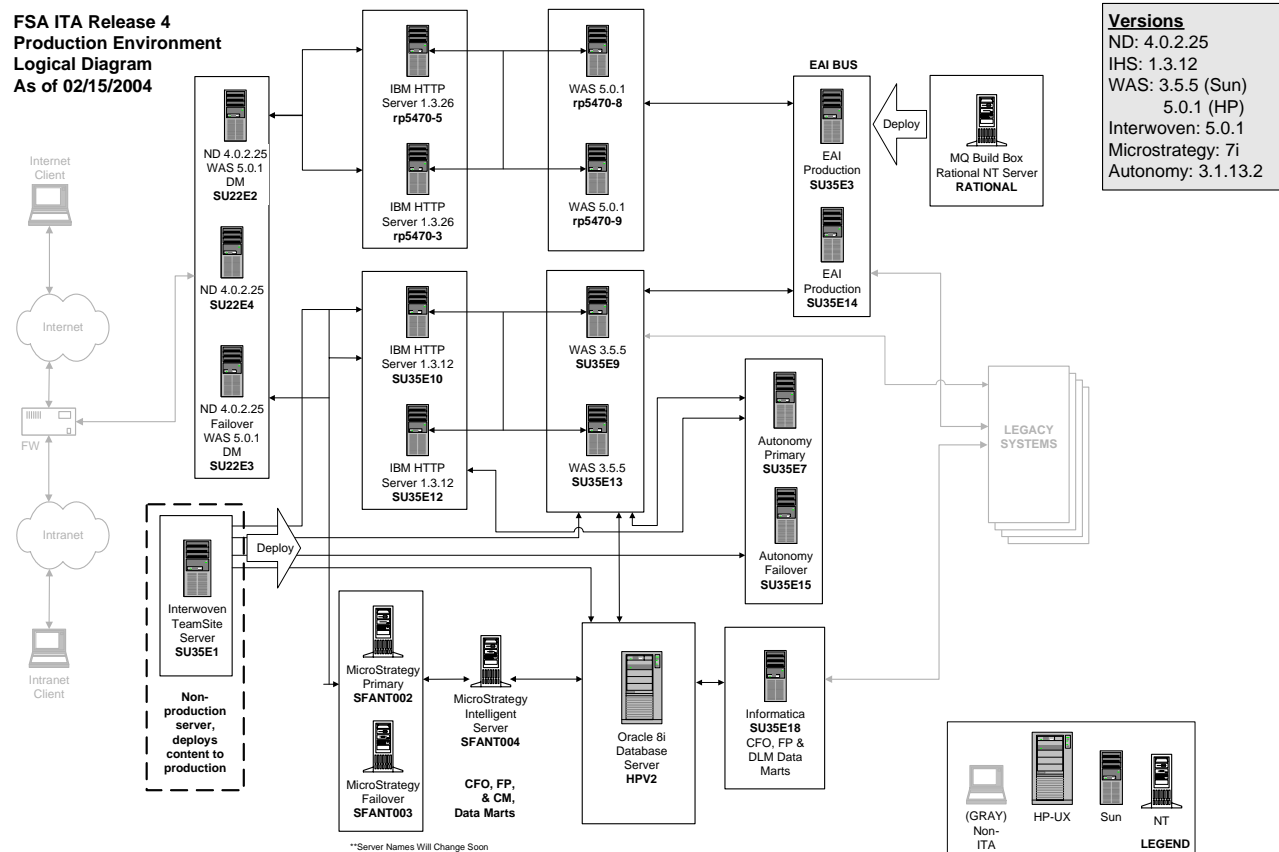 FSA ITA Release 4
Production Environment
Logical Diagram
As of 02/15/2004
Versions
ND: 4.0.2.25
IHS: 1.3.12
WAS: 3.5.5 (Sun)
5.0.1 (HP)
Interwoven: 5.0.1
Microstrategy: 7i
Autonomy: 3.1.13.2
Internet
Client
Internet
FW
Intranet
Intranet
Client
ND 4.0.2.25
WAS 5.0.1
DM
SU22E2
ND 4.0.2.25
SU22E4
ND 4.0.2.25
Failover
WAS 5.0.1
DM
SU22E3
IBM HTTP
Server 1.3.26
rp5470-5
IBM HTTP
Server 1.3.26
rp5470-3
WAS 5.0.1
rp5470-8
WAS 5.0.1
rp5470-9
EAI BUS
EAI
Production
SU35E3
EAI
Production
SU35E14
Deploy
MQ Build Box
Rational NT Server
RATIONAL
IBM HTTP
Server 1.3.12
SU35E10
IBM HTTP
Server 1.3.12
SU35E12
WAS 3.5.5
SU35E9
WAS 3.5.5
SU35E13
Autonomy
Primary
SU35E7
Autonomy
Failover
SU35E15
LEGACY
SYSTEMS
Interwoven
TeamSite
Server
SU35E1
Non-
production
server,
deploys
content to
production
Deploy
MicroStrategy
Primary
SFANT002
MicroStrategy
Failover
SFANT003
MicroStrategy
Intelligent
Server
SFANT004
CFO, FP,
& CM,
Data Marts
Oracle 8i
Database
Server
HPV2
Informatica
SU35E18
CFO, FP &
DLM Data
Marts
**Server Names Will Change Soon
(GRAY)
Non-
ITA
HP-UX
Sun
NT
LEGEND